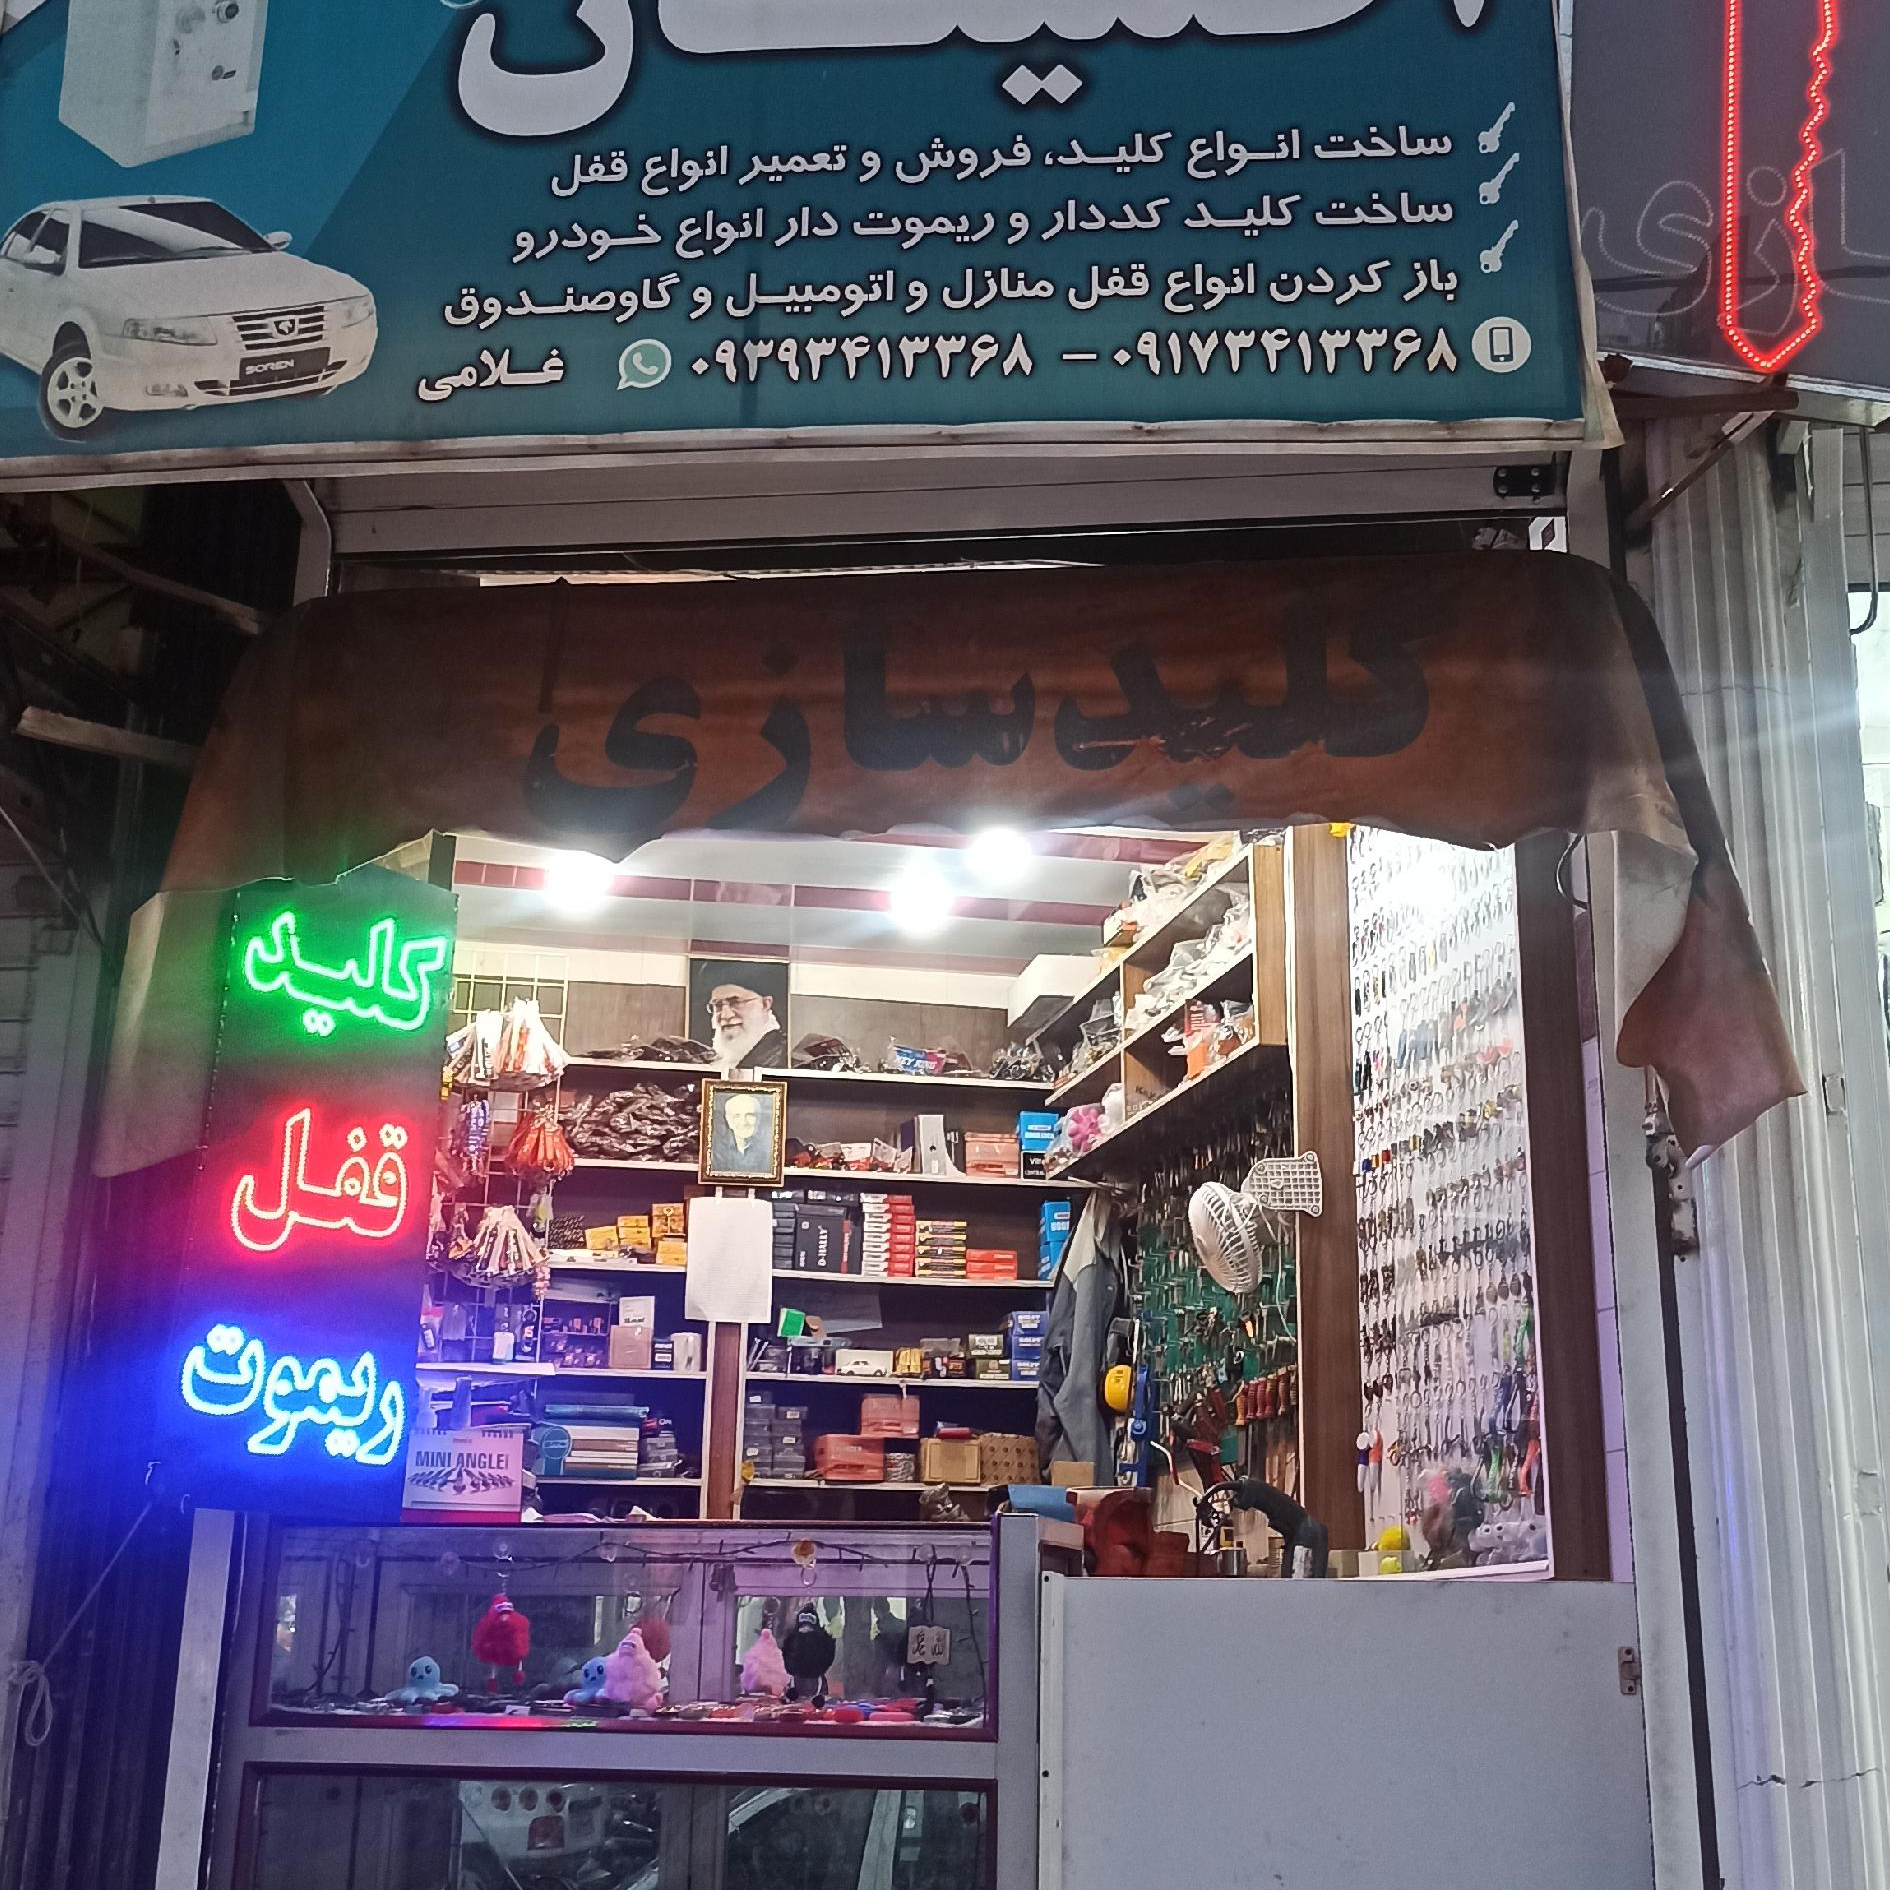 ساخت انواع کلید، فروش و تعمیر انواع قفل
ساخت کلید کددار و ریموت دار انواع خودرو
باز کردن انواع قفل منازل و اتومبیل و گاوصندوق
۰۹۱۷۳۴۱۳۳۶۸ – ۰۹۳۹۳۴۱۳۳۶۸ غلامی
SOREN
کلیدسازی
کلید
قفل
ریموت
MINI ANGLE